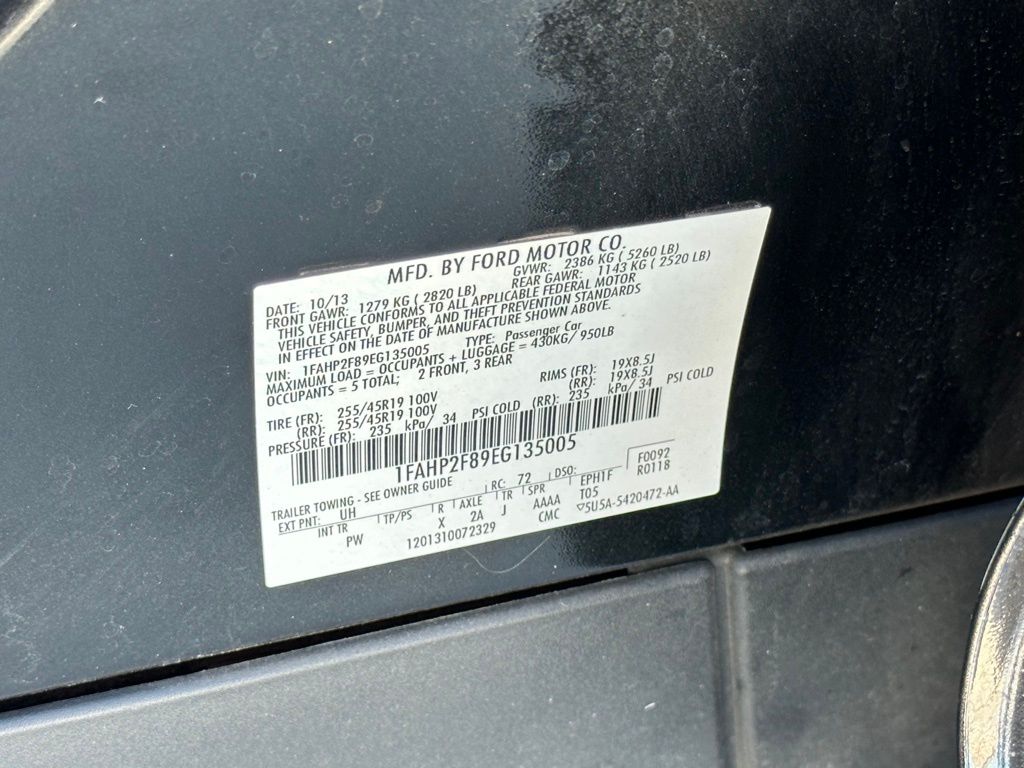 MFD. BY FORD MOTOR CO.
DATE: 10/13 GVWR: 2386 KG ( 5260 LB)
FRONT GAWR: 1279 KG ( 2820 LB) REAR GAWR: 1143 KG ( 2520 LB)
THIS VEHICLE CONFORMS TO ALL APPLICABLE FEDERAL MOTOR
VEHICLE SAFETY, BUMPER, AND THEFT PREVENTION STANDARDS
IN EFFECT ON THE DATE OF MANUFACTURE SHOWN ABOVE.
VIN: 1FAHP2F89EG135005 TYPE: Passenger Car
MAXIMUM LOAD = OCCUPANTS + LUGGAGE = 430KG/ 950LB
OCCUPANTS = 5 TOTAL; 2 FRONT, 3 REAR
TIRE (FR): 255/45R19 100V RIMS (FR): 19X8.5J
(RR): 255/45R19 100V (RR): 19X8.5J
PRESSURE (FR): 235 kPa/ 34 PSI COLD (RR): 235 kPa/ 34 PSI COLD
1FAHP2F89EG135005
F0092
R0118
TRAILER TOWING - SEE OWNER GUIDE RC: 72 DSO:
EXT PNT: UH
INT TR TP/PS R AXLE TR SPR EPH1F
PW X 2A J AAAA T05
1201310072329 CMC ▽5U5A-5420472-AA